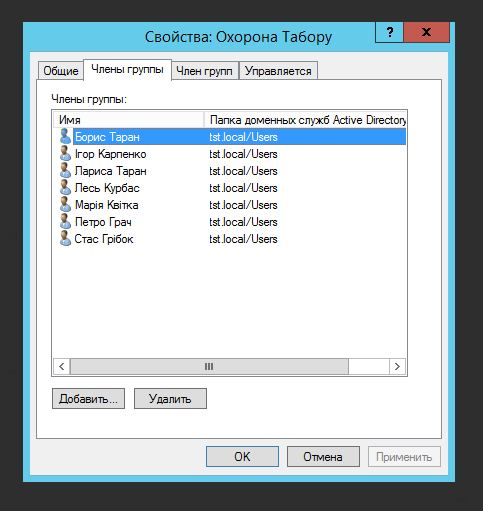 Свойства: Охорона Табору
? x
Общие Члены группы Член групп Управляется
Члены группы:
Имя Папка доменных служб Active Directory
Борис Таран tst.local/Users
Ігор Карпенко tst.local/Users
Лариса Таран tst.local/Users
Лесь Курбас tst.local/Users
Марія Квітка tst.local/Users
Петро Грач tst.local/Users
Стас Грібок tst.local/Users
Добавить... Удалить
OK Отмена Применить